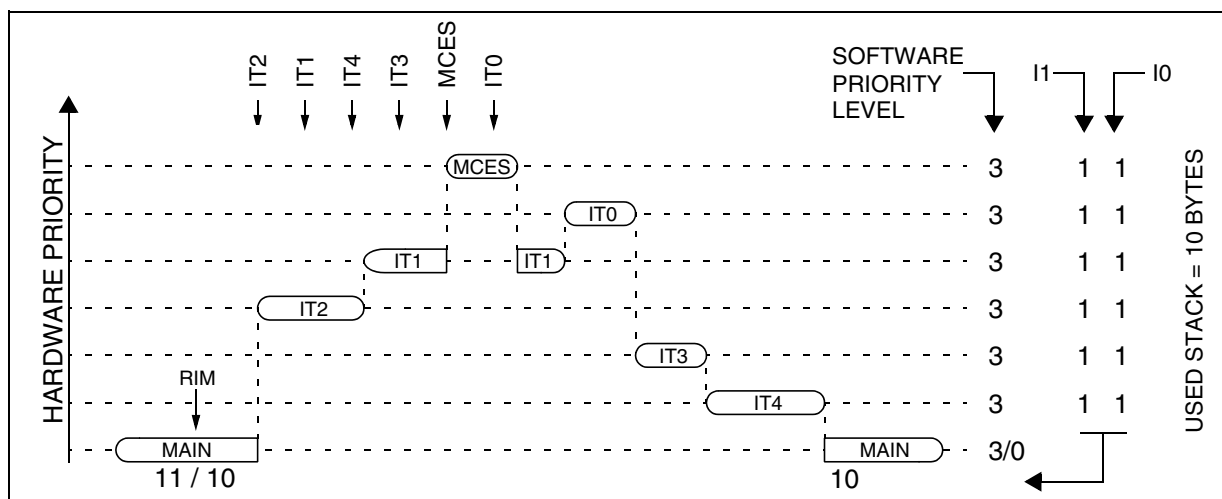 IT2
IT1
IT4
IT3
MCES
IT0
SOFTWARE
PRIORITY
LEVEL
I1
I0
HARDWARE PRIORITY
MCES
3
1 1
IT0
3
1 1
IT1
IT1
3
1 1
IT2
3
1 1
IT3
3
1 1
RIM
IT4
3
1 1
MAIN
MAIN
3/0
11 / 10
10
USED STACK = 10 BYTES